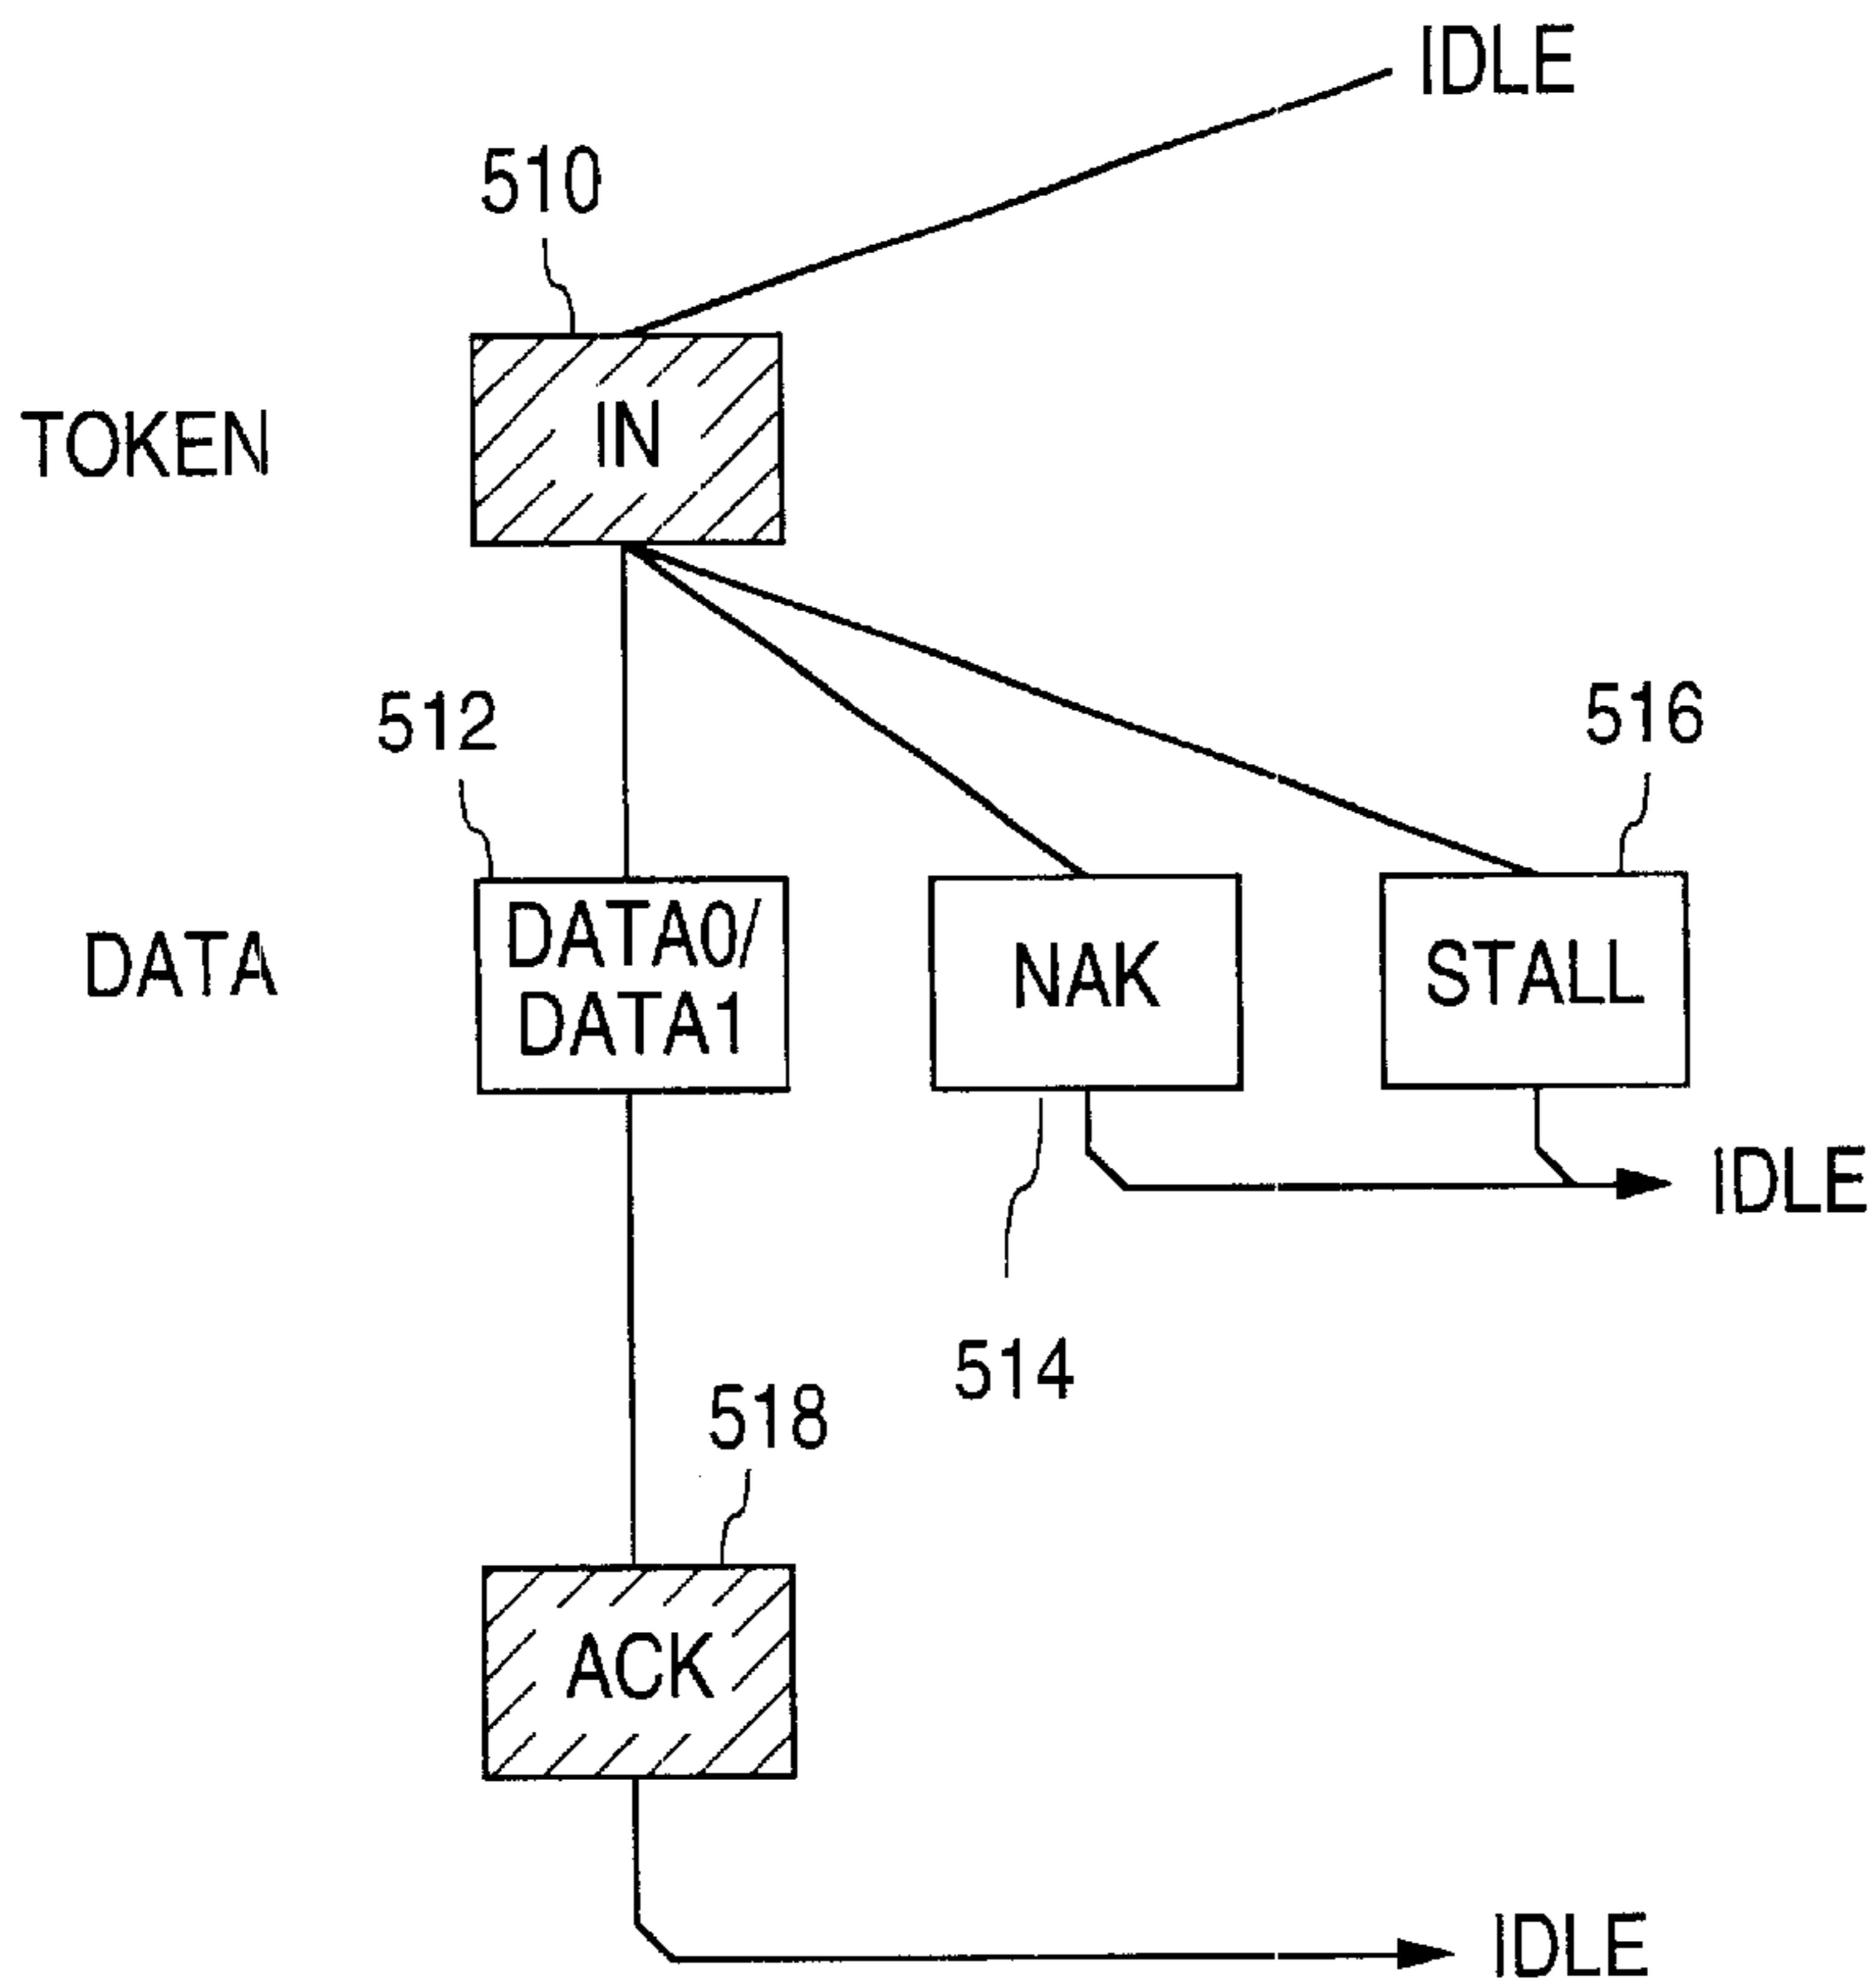 IDLE
510
TOKEN
IN
512
516
DATA
DATA0/
DATA1
NAK
STALL
IDLE
514
518
ACK
IDLE